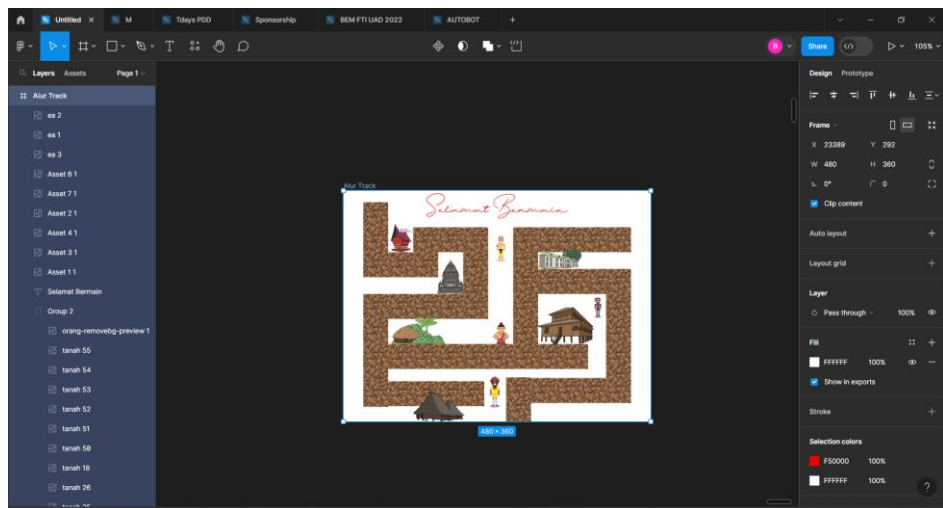 Untitled
M
Tdays PDD
Sponsorship
BEM FTI UAD 2022
AUTOBOT
B
Share
105%
Layers
Assets
Page 1
Alur Track
ea 2
ea 1
ea 3
Asset 6 1
Asset 7 1
Asset 2 1
Asset 4 1
Asset 3 1
Asset 1 1
Selamat Bermain
Group 2
orang-removebg-preview 1
tanah 55
tanah 54
tanah 53
tanah 52
tanah 51
tanah 50
tanah 18
tanah 26
Alur Track
Selamat Bermain
480 × 360
Design
Prototype
Frame
X 23389
Y 292
W 480
H 360
0°
0
Clip content
Auto layout
Layout grid
Layer
Pass through
100%
Fill
FFFFFF 100%
Show in exports
Stroke
Selection colors
F50000 100%
FFFFFF 100%
?